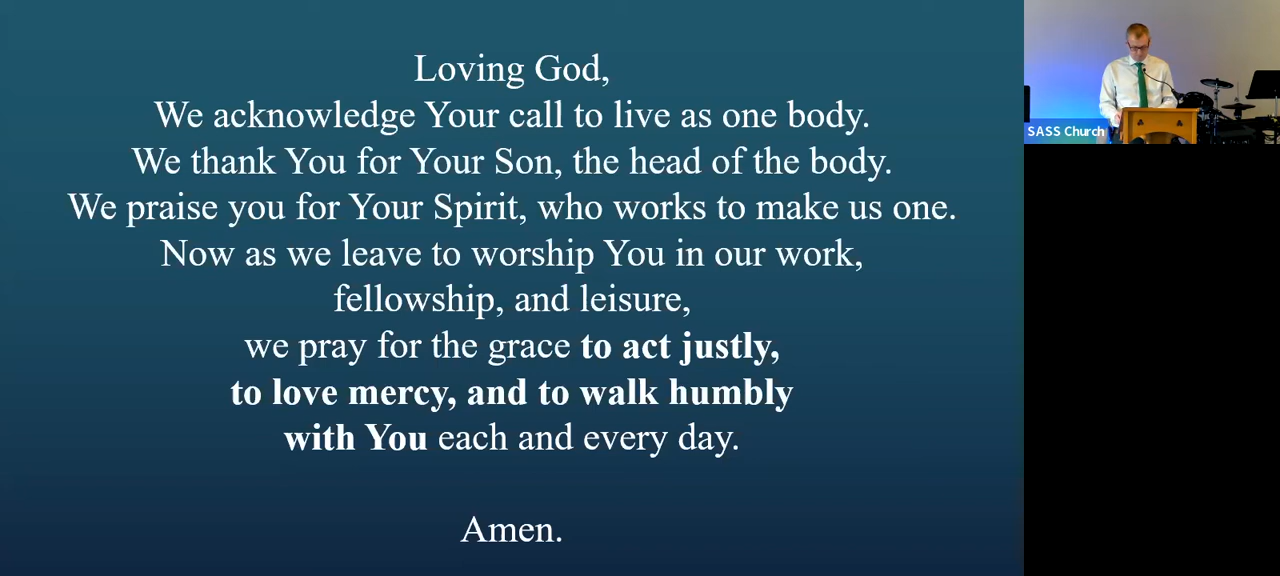 Loving God,
We acknowledge Your call to live as one body.
We thank You for Your Son, the head of the body.
We praise you for Your Spirit, who works to make us one.
Now as we leave to worship You in our work,
fellowship, and leisure,
we pray for the grace to act justly,
to love mercy, and to walk humbly
with You each and every day.
Amen.
SASS Church